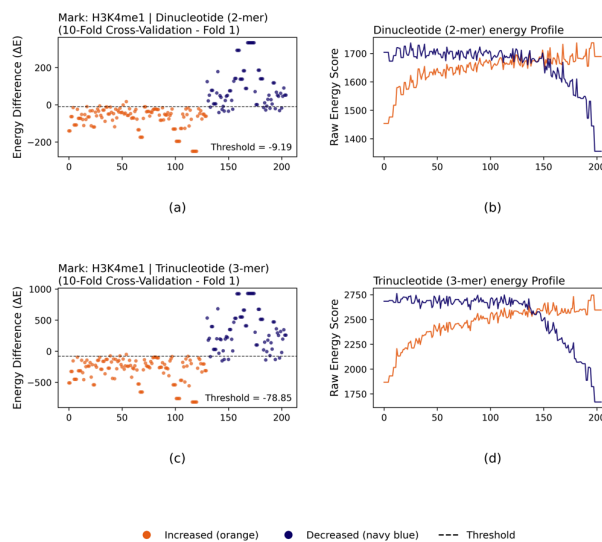 Mark: H3K4me1 | Dinucleotide (2-mer)
(10-Fold Cross-Validation - Fold 1)
Energy Difference (ΔE)
200
0
−200
Threshold = -9.19
0 50 100 150 200
(a)
Dinucleotide (2-mer) energy Profile
Raw Energy Score
1700
1600
1500
1400
0 50 100 150 200
(b)
Mark: H3K4me1 | Trinucleotide (3-mer)
(10-Fold Cross-Validation - Fold 1)
Energy Difference (ΔE)
1000
500
0
−500
Threshold = -78.85
0 50 100 150 200
(c)
Trinucleotide (3-mer) energy Profile
Raw Energy Score
2750
2500
2250
2000
1750
0 50 100 150 200
(d)
Increased (orange) Decreased (navy blue) Threshold